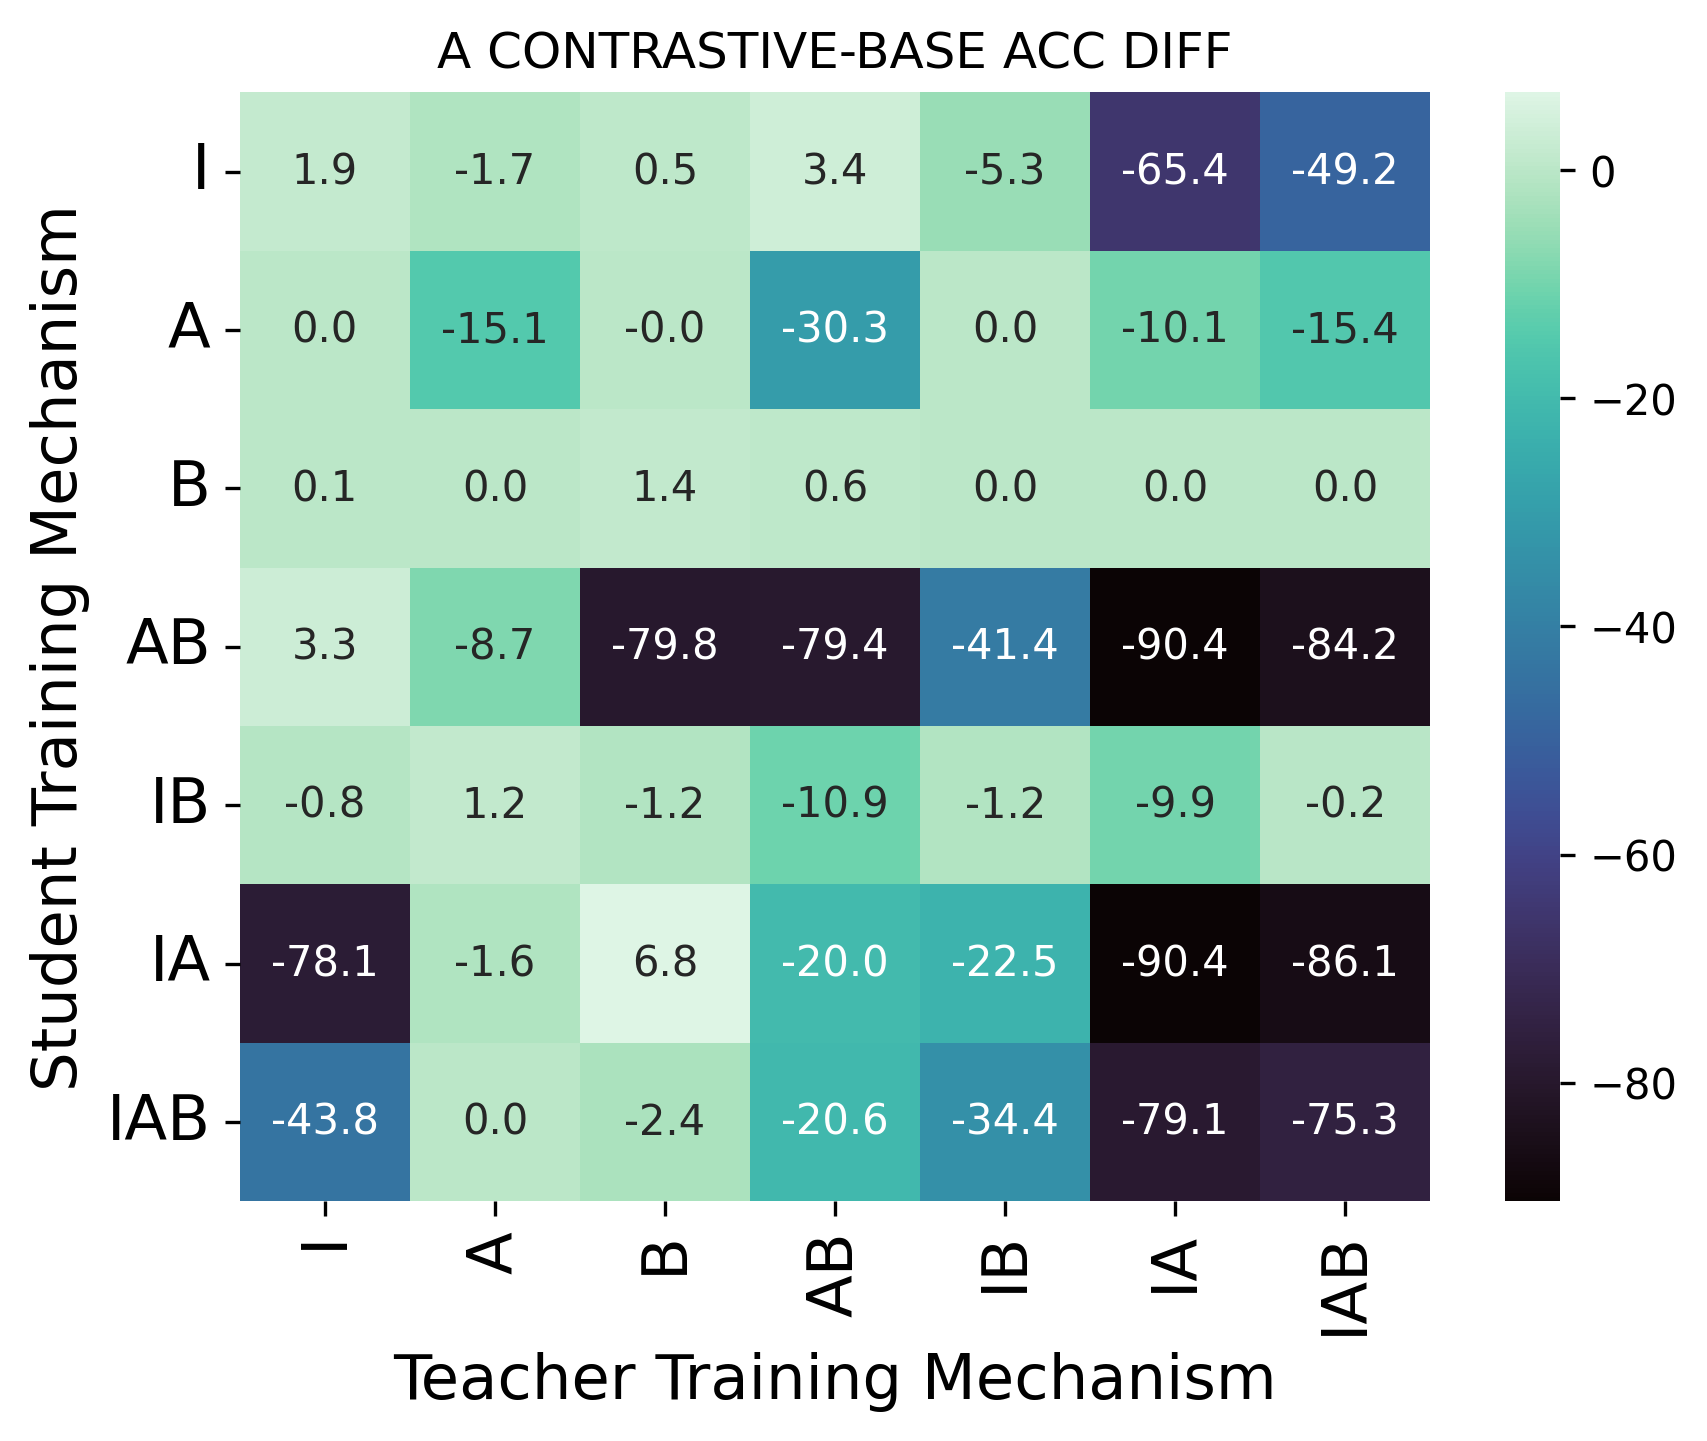 A CONTRASTIVE-BASE ACC DIFF
Student Training Mechanism
I 1.9 -1.7 0.5 3.4 -5.3 -65.4 -49.2
A 0.0 -15.1 -0.0 -30.3 0.0 -10.1 -15.4
B 0.1 0.0 1.4 0.6 0.0 0.0 0.0
AB 3.3 -8.7 -79.8 -79.4 -41.4 -90.4 -84.2
IB -0.8 1.2 -1.2 -10.9 -1.2 -9.9 -0.2
IA -78.1 -1.6 6.8 -20.0 -22.5 -90.4 -86.1
IAB -43.8 0.0 -2.4 -20.6 -34.4 -79.1 -75.3
I A B AB IB IA IAB
Teacher Training Mechanism
0
−20
−40
−60
−80